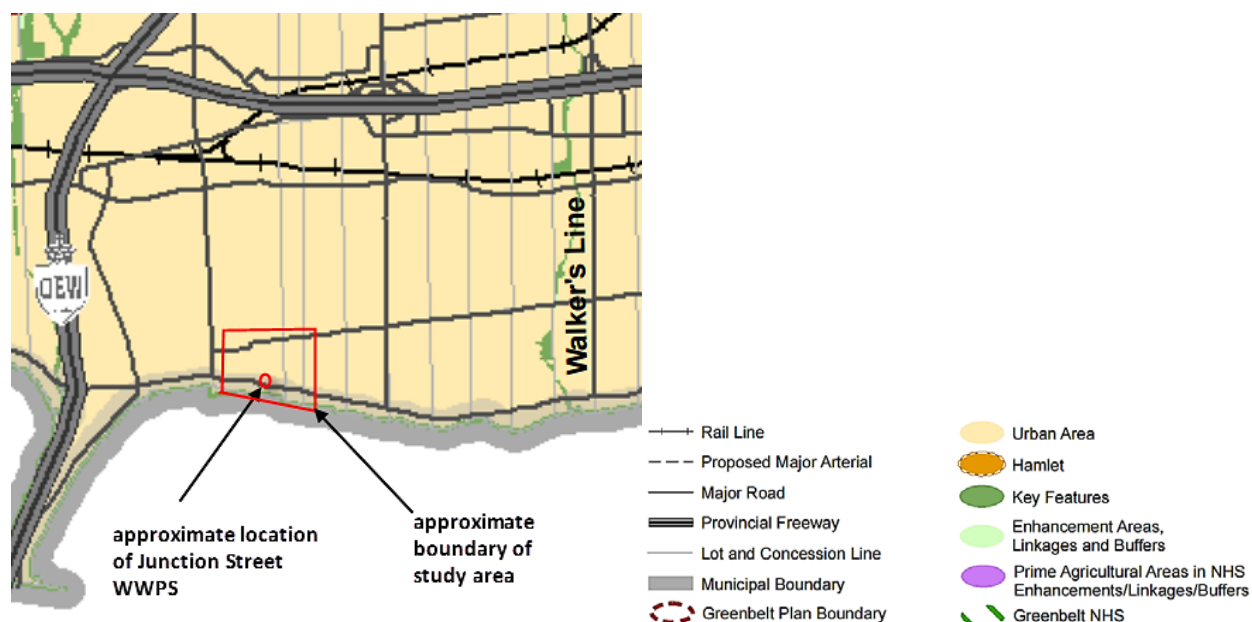 QEW
Walker's Line
approximate location
of Junction Street
WWPS
approximate
boundary of
study area
Rail Line
Proposed Major Arterial
Major Road
Provincial Freeway
Lot and Concession Line
Municipal Boundary
Greenbelt Plan Boundary
Urban Area
Hamlet
Key Features
Enhancement Areas,
Linkages and Buffers
Prime Agricultural Areas in NHS
Enhancements/Linkages/Buffers
Greenbelt NHS